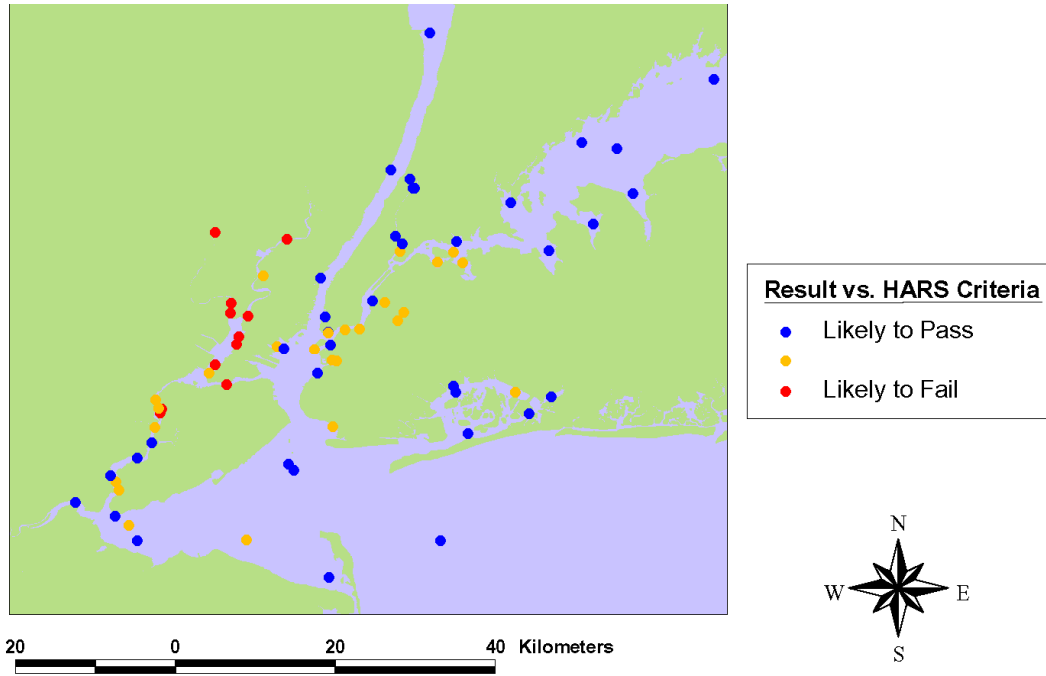 Result vs. HARS Criteria
Likely to Pass
Likely to Fail
N
W E
S
20 0 20 40 Kilometers